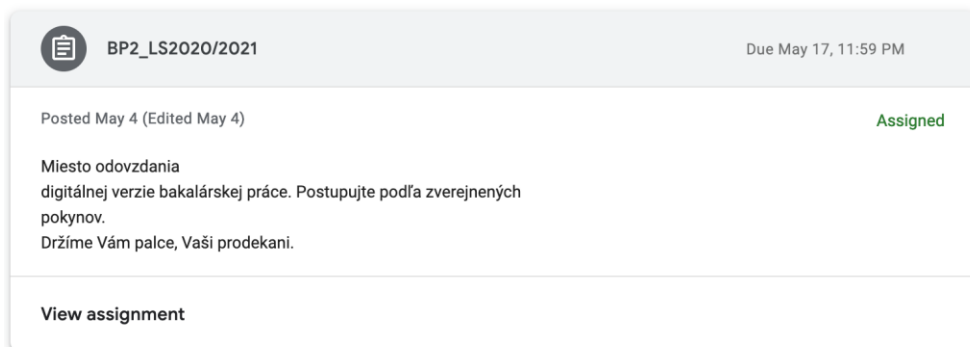 BP2_LS2020/2021
Due May 17, 11:59 PM
Posted May 4 (Edited May 4)
Assigned
Miesto odovzdania
digitálnej verzie bakalárskej práce. Postupujte podľa zverejnených
pokynov.
Držíme Vám palce, Vaši prodekani.
View assignment